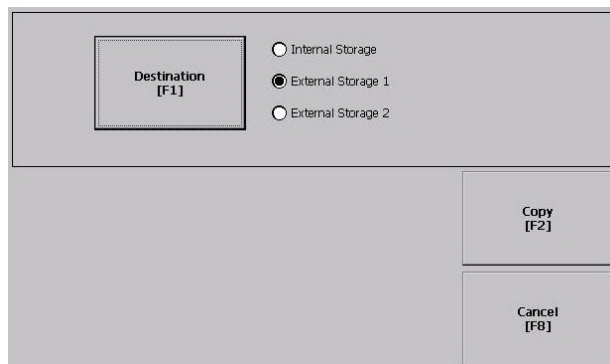 Destination
[F1]
Internal Storage
External Storage 1
External Storage 2
Copy
[F2]
Cancel
[F8]